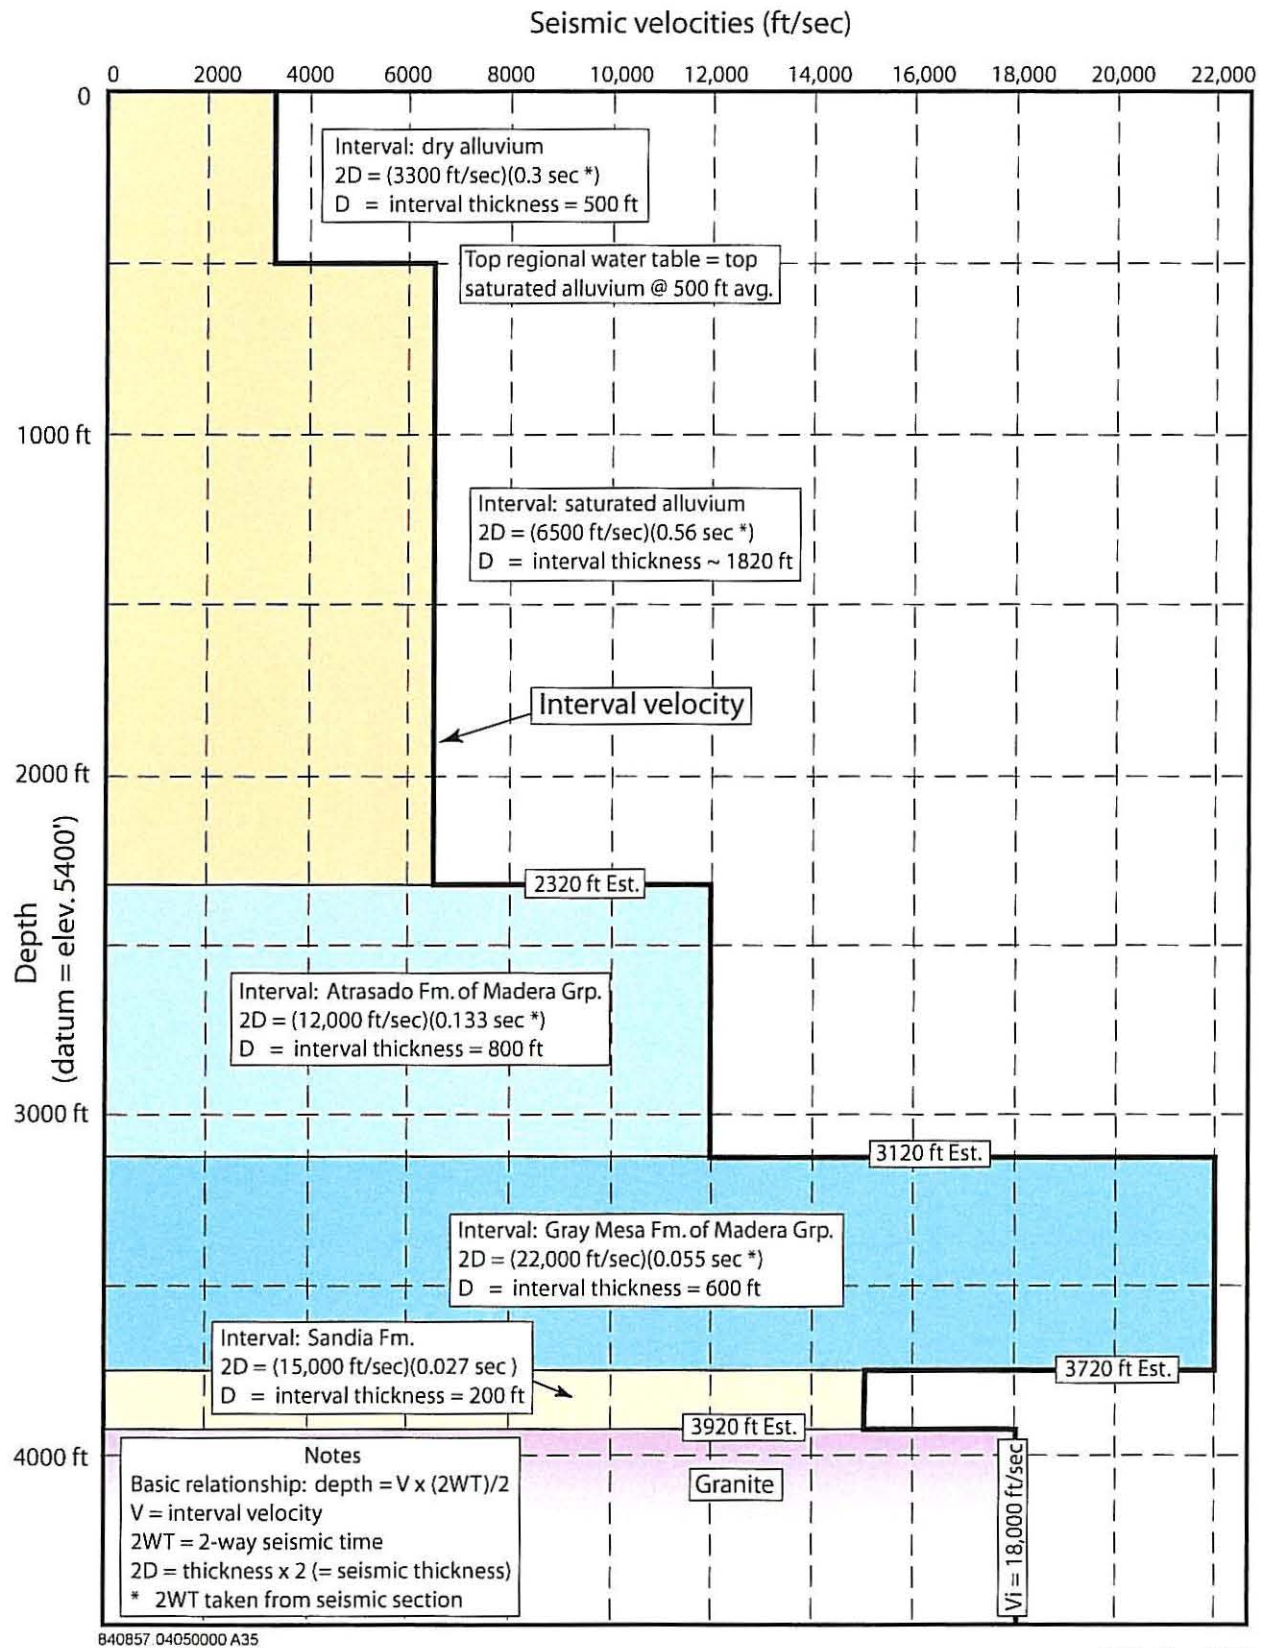 Seismic velocities (ft/sec)
0 2000 4000 6000 8000 10,000 12,000 14,000 16,000 18,000 20,000 22,000
0
Interval: dry alluvium
2D = (3300 ft/sec)(0.3 sec *)
D = interval thickness = 500 ft
Top regional water table = top
saturated alluvium @ 500 ft avg.
1000 ft
Interval: saturated alluvium
2D = (6500 ft/sec)(0.56 sec *)
D = interval thickness ~ 1820 ft
Interval velocity
2000 ft
Depth
(datum = elev. 5400')
2320 ft Est.
Interval: Atrasado Fm. of Madera Grp.
2D = (12,000 ft/sec)(0.133 sec *)
D = interval thickness = 800 ft
3000 ft
3120 ft Est.
Interval: Gray Mesa Fm. of Madera Grp.
2D = (22,000 ft/sec)(0.055 sec *)
D = interval thickness = 600 ft
Interval: Sandia Fm.
2D = (15,000 ft/sec)(0.027 sec )
D = interval thickness = 200 ft
3720 ft Est.
3920 ft Est.
4000 ft
Granite
Vi = 18,000 ft/sec
Notes
Basic relationship: depth = V x (2WT)/2
V = interval velocity
2WT = 2-way seismic time
2D = thickness x 2 (= seismic thickness)
* 2WT taken from seismic section
840857.04050000 A35